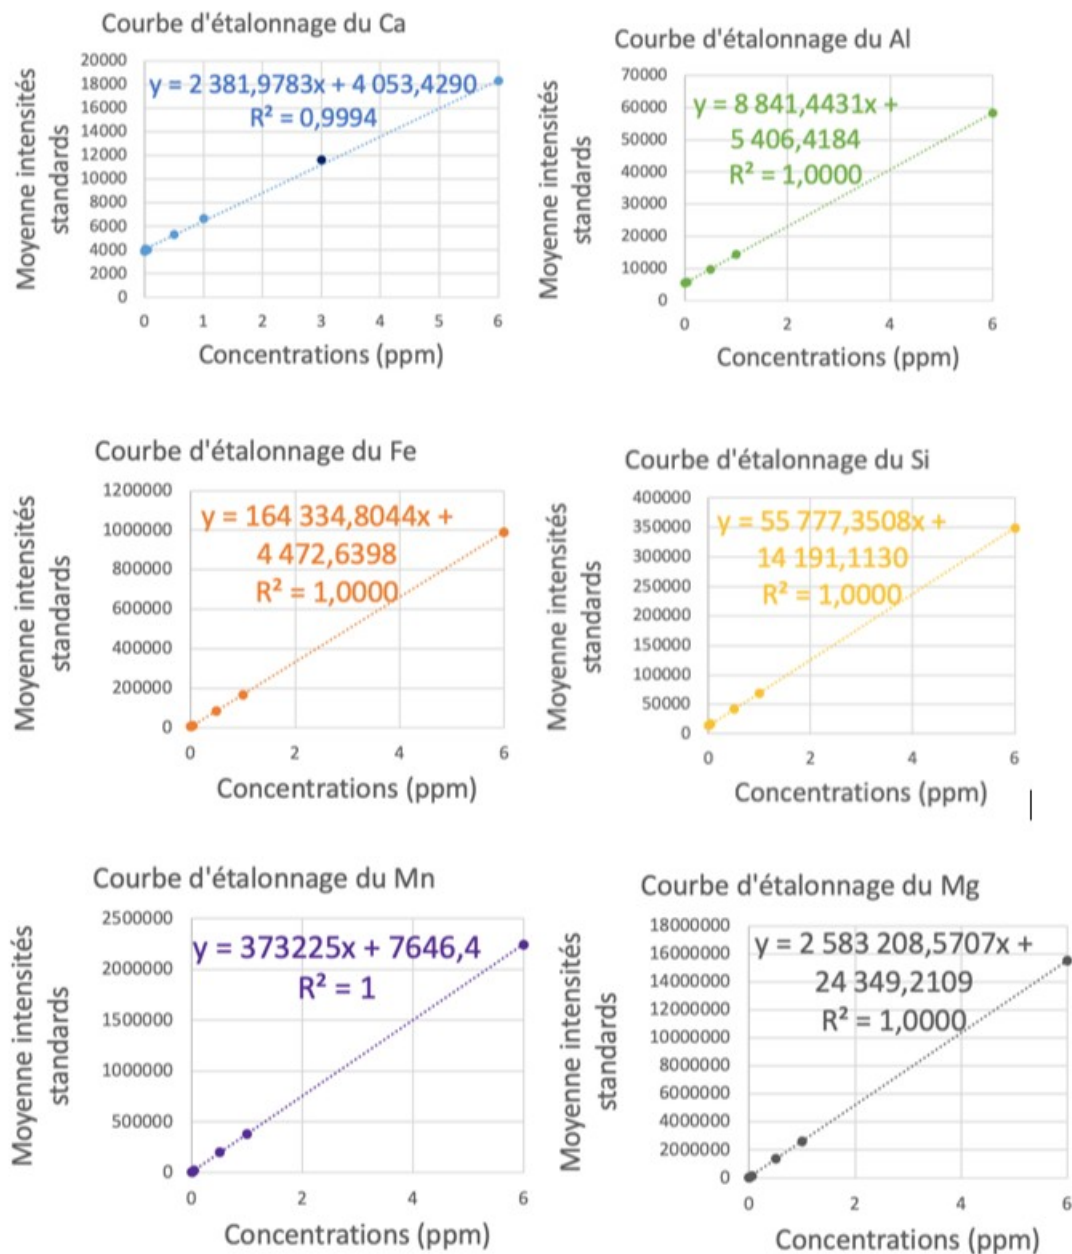 Courbe d'étalonnage du Ca
Moyenne intensités
standards
20000
18000
16000
14000
12000
10000
8000
6000
4000
2000
0
y = 2 381,9783x + 4 053,4290
R² = 0,9994
0 1 2 3 4 5 6
Concentrations (ppm)
Courbe d'étalonnage du Al
Moyenne intensités
standards
70000
60000
50000
40000
30000
20000
10000
0
y = 8 841,4431x +
5 406,4184
R² = 1,0000
0 2 4 6
Concentrations (ppm)
Courbe d'étalonnage du Fe
Moyenne intensités
standards
1200000
1000000
800000
600000
400000
200000
0
y = 164 334,8044x +
4 472,6398
R² = 1,0000
0 2 4 6
Concentrations (ppm)
Courbe d'étalonnage du Si
Moyenne intensités
standards
400000
350000
300000
250000
200000
150000
100000
50000
0
y = 55 777,3508x +
14 191,1130
R² = 1,0000
0 2 4 6
Concentrations (ppm)
Courbe d'étalonnage du Mn
Moyenne intensités
standards
2500000
2000000
1500000
1000000
500000
0
y = 373225x + 7646,4
R² = 1
0 2 4 6
Concentrations (ppm)
Courbe d'étalonnage du Mg
Moyenne intensités
standards
18000000
16000000
14000000
12000000
10000000
8000000
6000000
4000000
2000000
0
y = 2 583 208,5707x +
24 349,2109
R² = 1,0000
0 2 4 6
Concentrations (ppm)